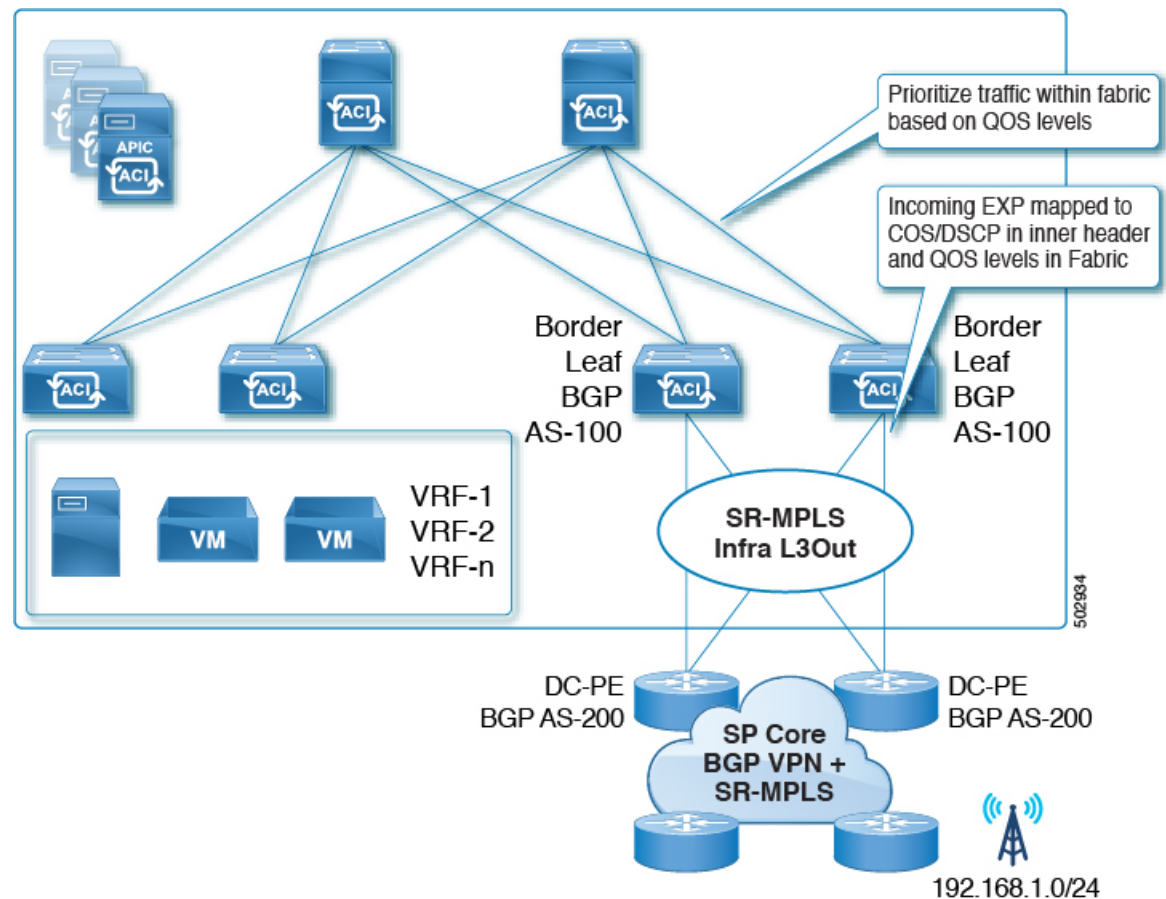 ACI
ACI
APIC
ACI
Prioritize traffic within fabric
based on QOS levels
Incoming EXP mapped to
COS/DSCP in inner header
and QOS levels in Fabric
ACI
ACI
Border
Leaf
BGP
AS-100
ACI
ACI
Border
Leaf
BGP
AS-100
VM
VM
VRF-1
VRF-2
VRF-n
SR-MPLS
Infra L3Out
502934
DC-PE
BGP AS-200
DC-PE
BGP AS-200
SP Core
BGP VPN +
SR-MPLS
192.168.1.0/24